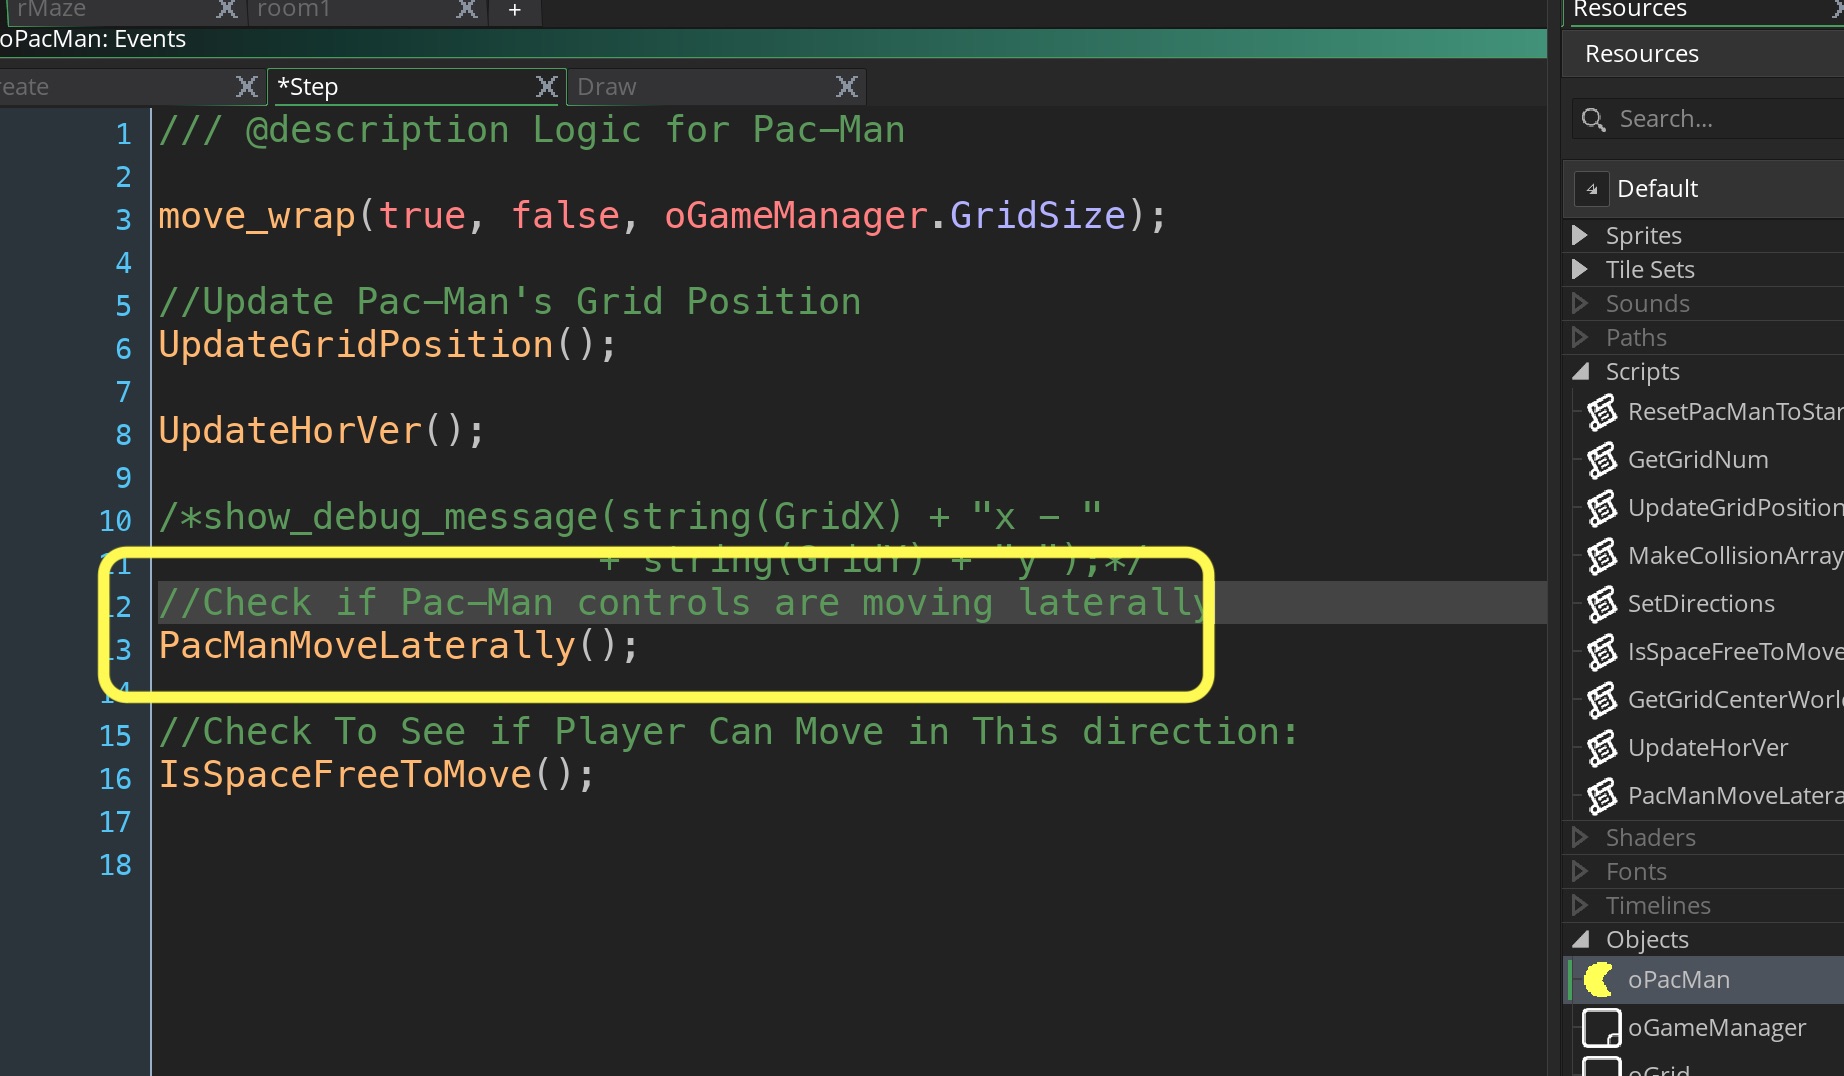 rMaze
room1
+
oPacMan: Events
reate
*Step
Draw
1 /// @description Logic for Pac-Man
2
3 move_wrap(true, false, oGameManager.GridSize);
4
5 //Update Pac-Man's Grid Position
6 UpdateGridPosition();
7
8 UpdateHorVer();
9
10 /*show_debug_message(string(GridX) + "x - "
11 + string(GridY) + "y");*/
12 //Check if Pac-Man controls are moving laterally
13 PacManMoveLaterally();
14
15 //Check To See if Player Can Move in This direction:
16 IsSpaceFreeToMove();
17
18
Resources
Resources
Search...
Default
Sprites
Tile Sets
Sounds
Paths
Scripts
ResetPacManToStar
GetGridNum
UpdateGridPosition
MakeCollisionArray
SetDirections
IsSpaceFreeToMove
GetGridCenterWorl
UpdateHorVer
PacManMoveLatera
Shaders
Fonts
Timelines
Objects
oPacMan
oGameManager
oGrid